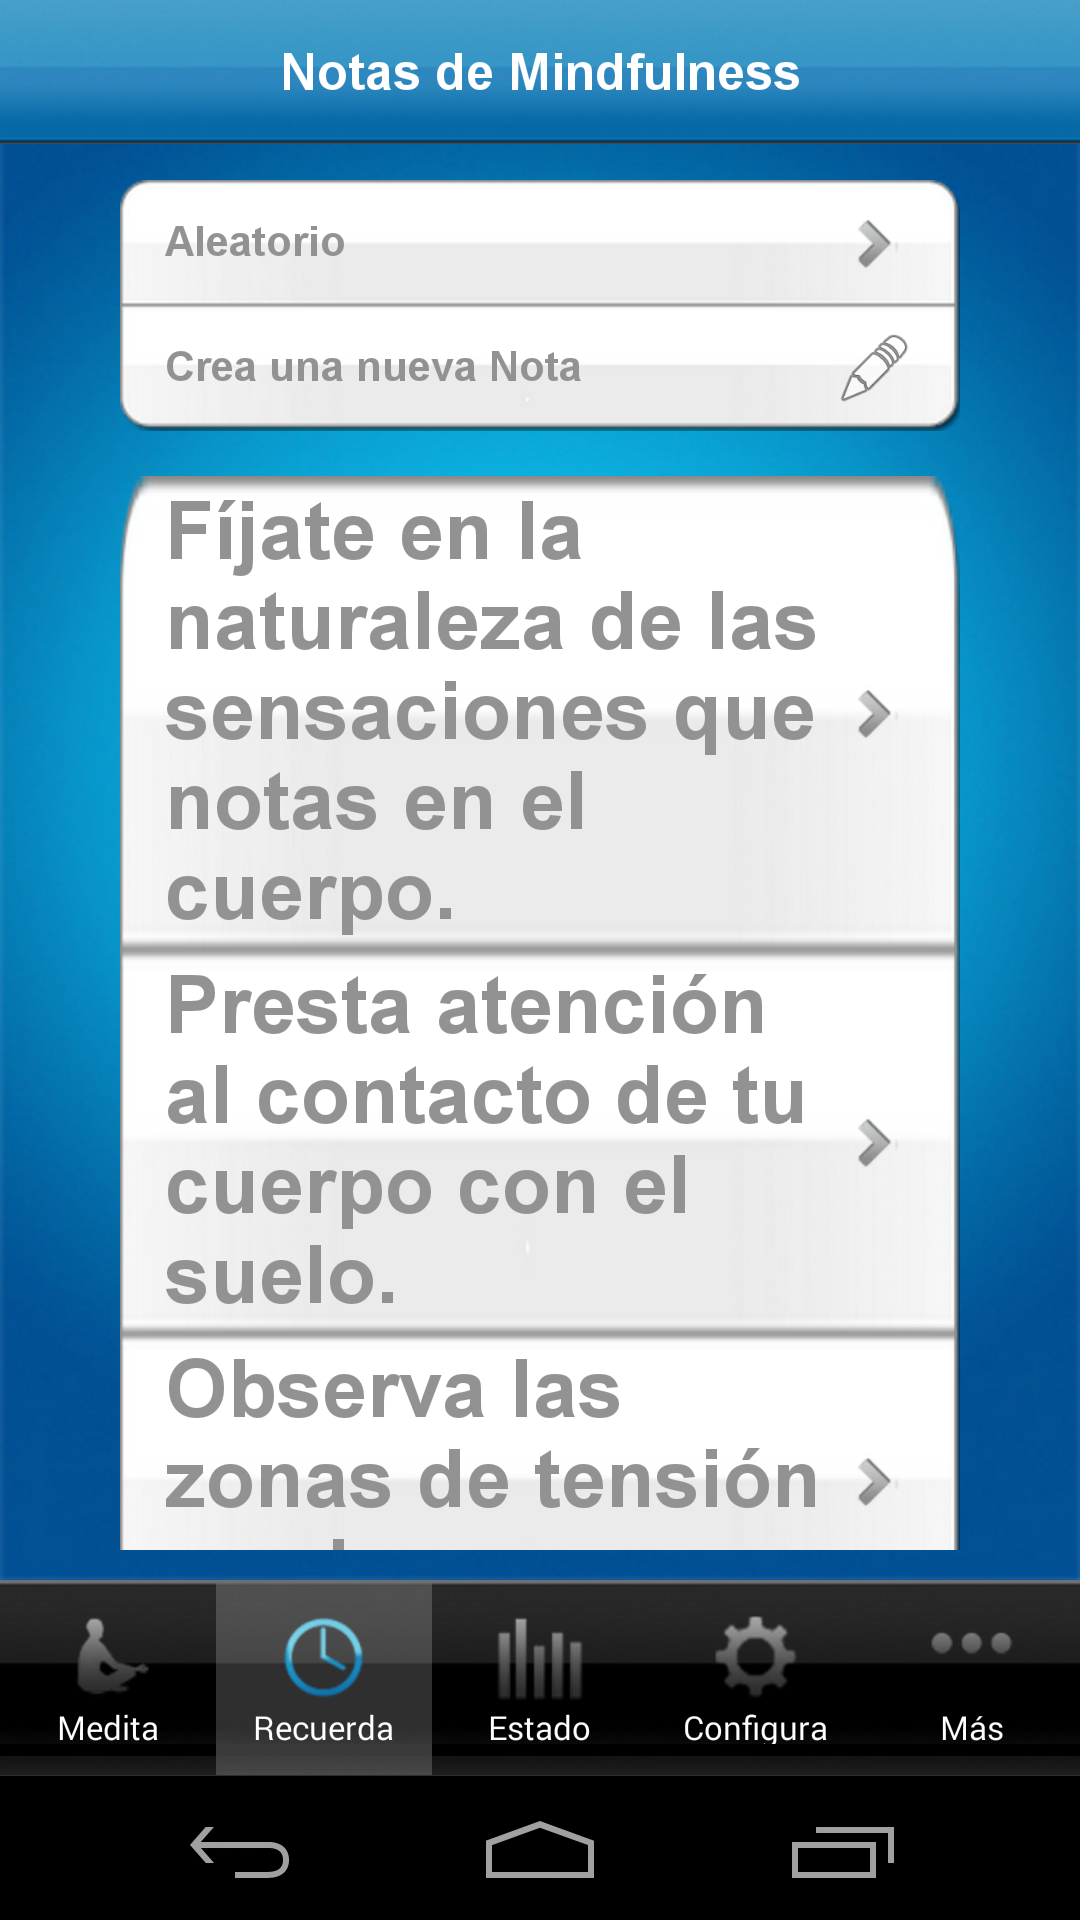 Notas de Mindfulness
Aleatorio
Crea una nueva Nota
Fíjate en la
naturaleza de las
sensaciones que
notas en el
cuerpo.
Presta atención
al contacto de tu
cuerpo con el
suelo.
Observa las
zonas de tensión
Medita
Recuerda
Estado
Configura
Más